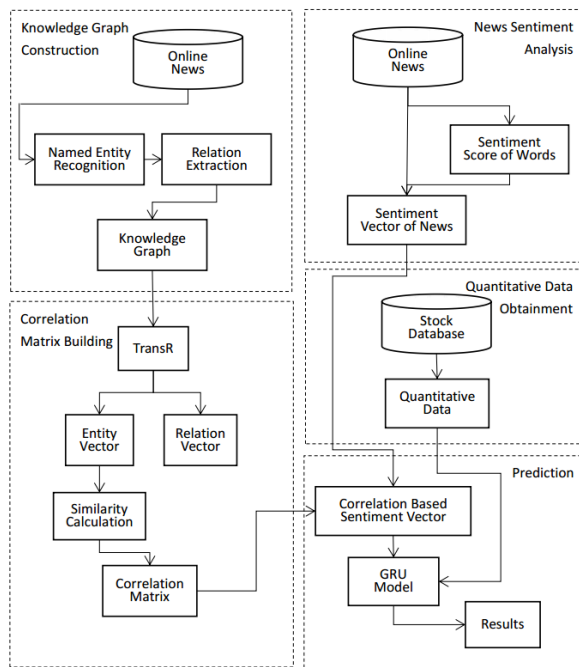 Knowledge Graph
Construction
Online
News
Named Entity
Recognition
Relation
Extraction
Knowledge
Graph
News Sentiment
Analysis
Online
News
Sentiment
Score of Words
Sentiment
Vector of News
Correlation
Matrix Building
TransR
Entity
Vector
Relation
Vector
Similarity
Calculation
Correlation
Matrix
Quantitative Data
Obtainment
Stock
Database
Quantitative
Data
Prediction
Correlation Based
Sentiment Vector
GRU
Model
Results